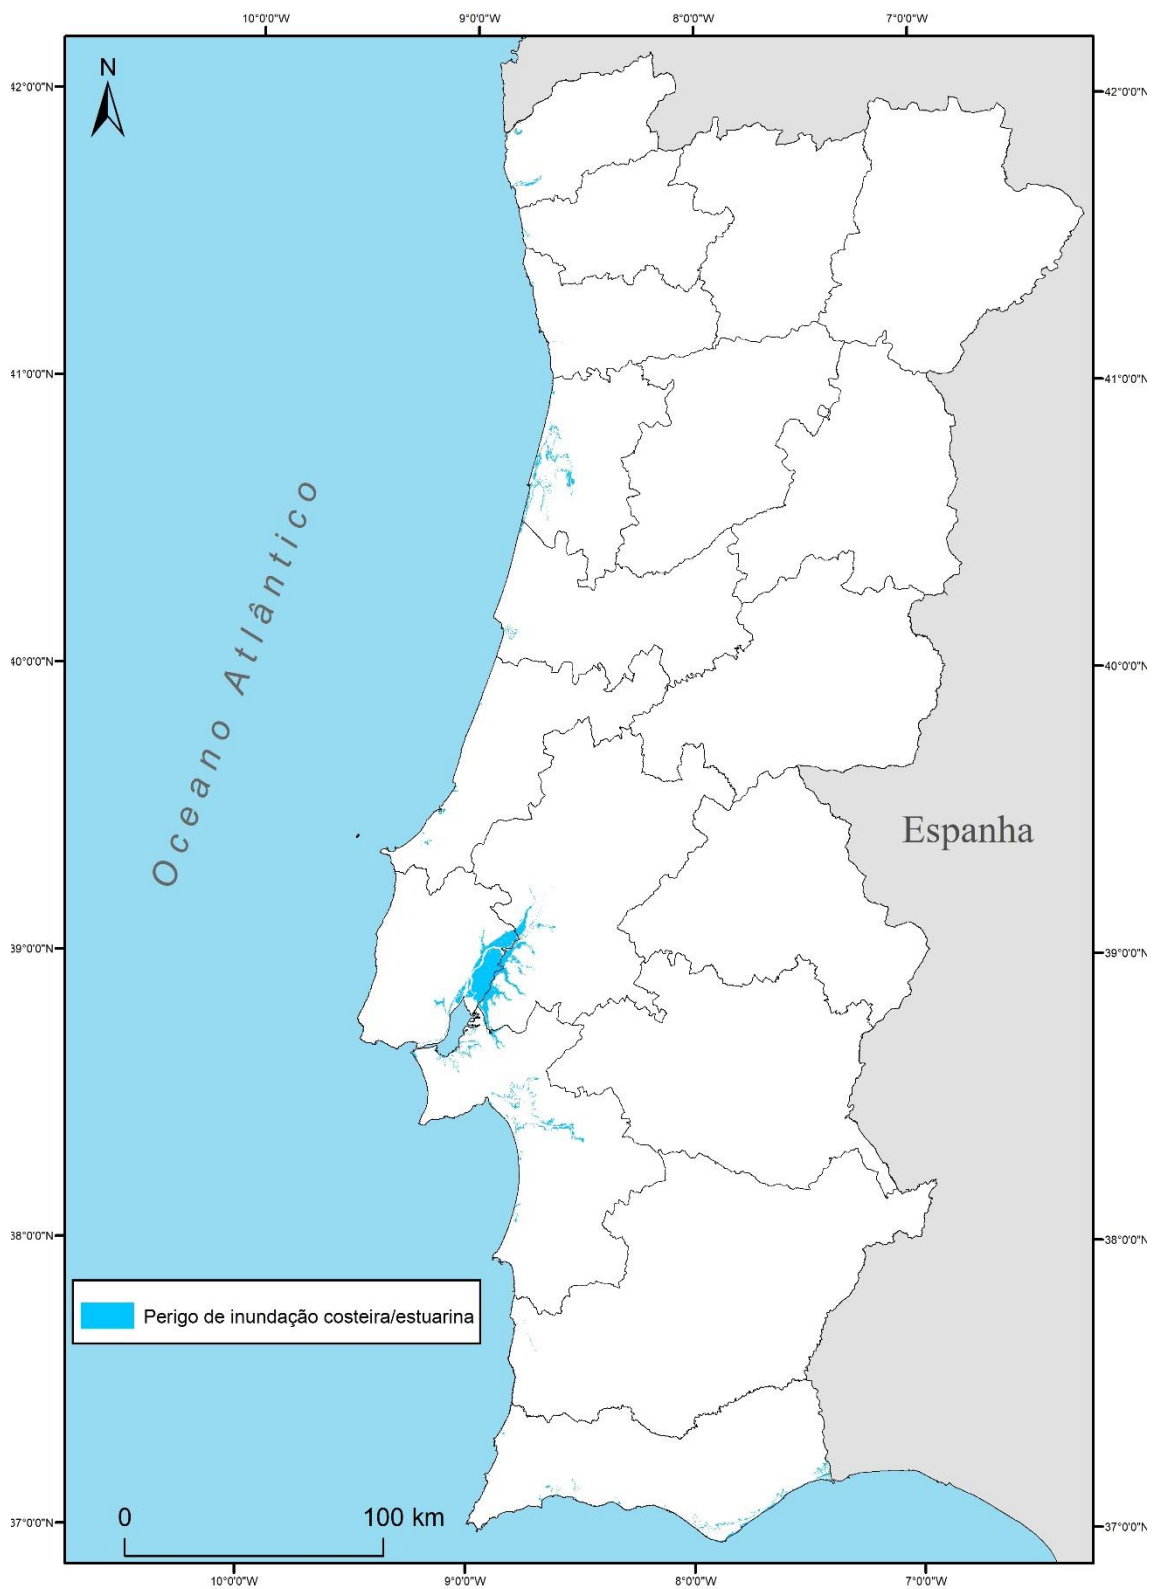 10°0'0"W 9°0'0"W 8°0'0"W 7°0'0"W
N
42°0'0"N 42°0'0"N
41°0'0"N 41°0'0"N
Oceano Atlântico
40°0'0"N 40°0'0"N
Espanha
39°0'0"N 39°0'0"N
38°0'0"N 38°0'0"N
Perigo de inundação costeira/estuarina
0 100 km
37°0'0"N 37°0'0"N
10°0'0"W 9°0'0"W 8°0'0"W 7°0'0"W